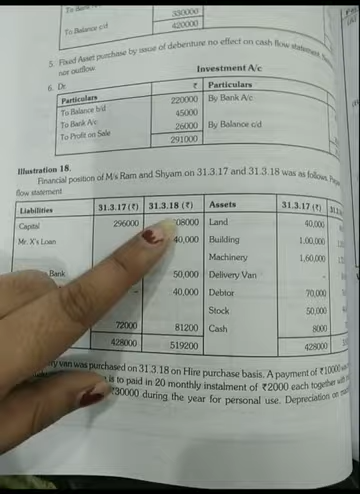 To Bank
330000
To Balance c/d 420000
5. Fixed Asset purchase by issue of debenture no effect on cash flow statement
nor outflow
Investment A/c
6. Dr.
Particulars ₹ Particulars
To Balance b/d 220000 By Bank A/c
To Bank A/c 45000
To Profit on Sale 26000 By Balance c/d
291000
Illustration 18.
Financial position of M/s Ram and Shyam on 31.3.17 and 31.3.18 was as follows.
flow statement
Liabilities 31.3.17 (₹) 31.3.18 (₹) Assets 31.3.17 (₹)
Capital 296000 08000 Land 40,000
Mr. X's Loan 40,000 Building 1,00,000
Machinery 1,60,000
Bank 50,000 Delivery Van -
- 40,000 Debtor 70,000
Stock 50,000
72000 81200 Cash 8000
428000 519200 428000
van was purchased on 31.3.18 on Hire purchase basis. A payment of ₹10000
is to paid in 20 monthly instalment of ₹2000 each together with
₹30000 during the year for personal use. Depreciation on